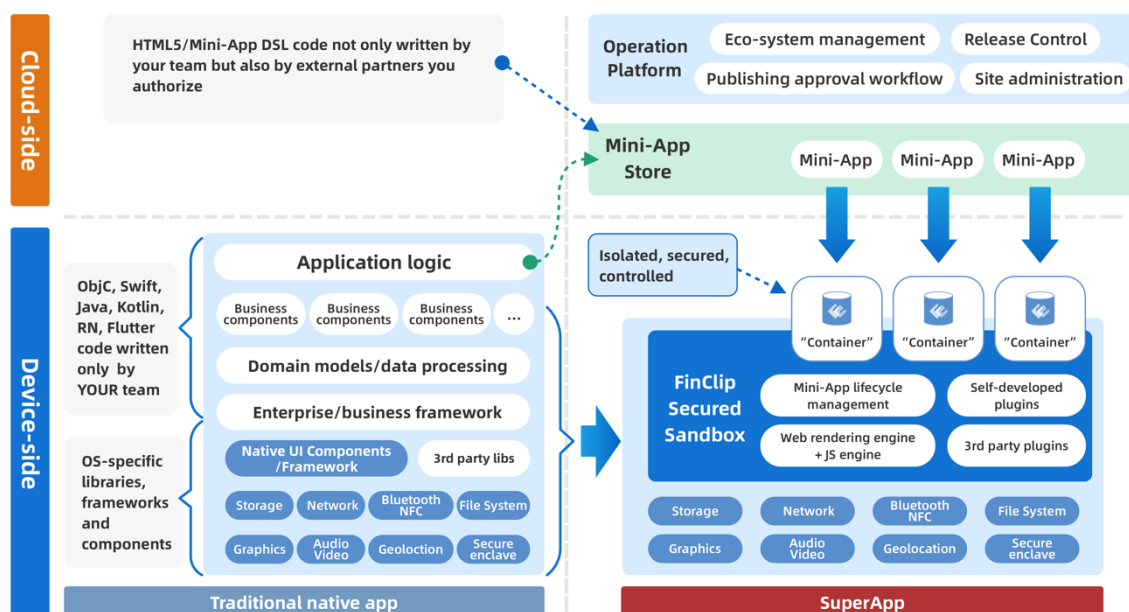 Cloud-side
HTML5/Mini-App DSL code not only written by
your team but also by external partners you
authorize
Operation
Platform
Eco-system management
Release Control
Publishing approval workflow
Site administration
Mini-App
Store
Mini-App
Mini-App
Mini-App
Device-side
ObjC, Swift,
Java, Kotlin,
RN, Flutter
code written
only by
YOUR team
OS-specific
libraries,
frameworks
and
components
Application logic
Business
components
Business
components
Business
components
...
Domain models/data processing
Enterprise/business framework
Native UI Components
/Framework
3rd party libs
Storage
Network
Bluetooth
NFC
File System
Graphics
Audio
Video
Geoloction
Secure
enclave
Traditional native app
Isolated, secured,
controlled
“Container”
“Container”
“Container”
FinClip
Secured
Sandbox
Mini-App lifecycle
management
Self-developed
plugins
Web rendering engine
+ JS engine
3rd party plugins
Storage
Network
Bluetooth
NFC
File System
Graphics
Audio
Video
Geolocation
Secure
enclave
SuperApp